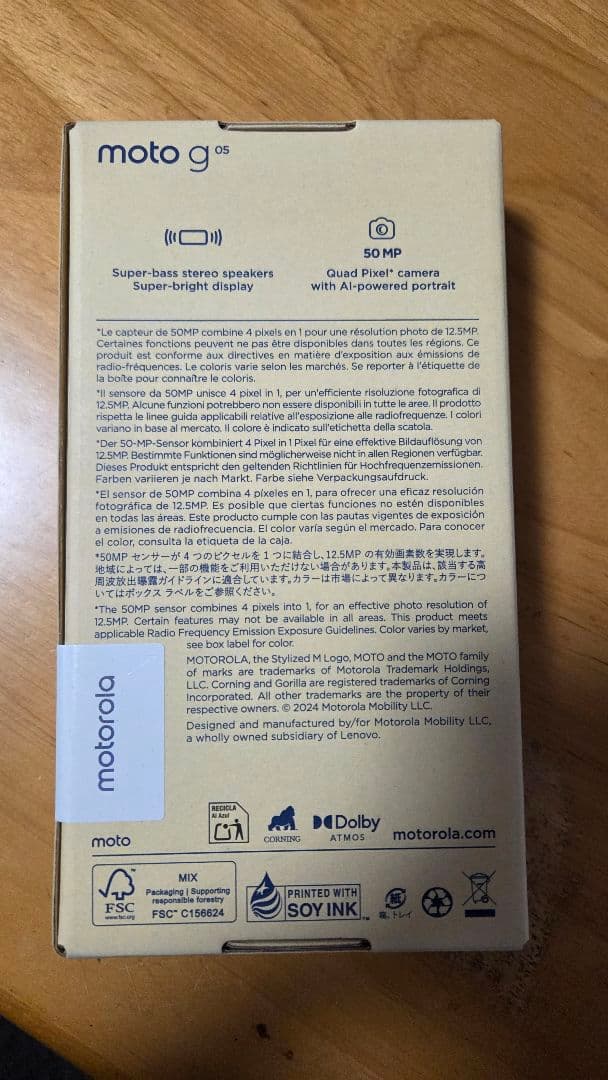 moto g 05
50 MP
Super-bass stereo speakers
Super-bright display
Quad Pixel* camera
with AI-powered portrait
*Le capteur de 50MP combine 4 pixels en 1 pour une résolution photo de 12.5MP.
Certaines fonctions peuvent ne pas être disponibles dans toutes les régions. Ce
produit est conforme aux directives en matière d'exposition aux émissions de
radio-fréquences. Le coloris varie selon les marchés. Se reporter à l'étiquette de
la boîte pour connaître le coloris.
*Il sensore da 50MP unisce 4 pixel in 1, per un'efficiente risoluzione fotografica di
12.5MP. Alcune funzioni potrebbero non essere disponibili in tutte le aree. Il prodotto
rispetta le linee guida applicabili relative all'esposizione alle radiofrequenze. I colori
variano in base al mercato. Il colore è indicato sull'etichetta della scatola.
*Der 50-MP-Sensor kombiniert 4 Pixel in 1 Pixel für eine effektive Bildauflösung von
12.5MP. Bestimmte Funktionen sind möglicherweise nicht in allen Regionen verfügbar.
Dieses Produkt entspricht den geltenden Richtlinien für Hochfrequenzemissionen.
Farben variieren je nach Markt. Farbe siehe Verpackungsaufdruck.
*El sensor de 50MP combina 4 píxeles en 1, para ofrecer una eficaz resolución
fotográfica de 12.5MP. Es posible que ciertas funciones no estén disponibles
en todas las áreas. Este producto cumple con las pautas vigentes de exposición
a emisiones de radiofrecuencia. El color varía según el mercado. Para conocer
el color, consulta la etiqueta de la caja.
*50MP センサーが 4 つのピクセルを 1 つに結合し、12.5MP の有効画素数を実現します。
地域によっては、一部の機能をご利用いただけない場合があります。本製品は、該当する高
周波放出曝露ガイドラインに適合しています。カラーは市場によって異なります。カラーにつ
いてはボックス ラベルをご参照ください。
*The 50MP sensor combines 4 pixels into 1, for an effective photo resolution of
12.5MP. Certain features may not be available in all areas. This product meets
applicable Radio Frequency Emission Exposure Guidelines. Color varies by market,
see box label for color.
MOTOROLA, the Stylized M Logo, MOTO and the MOTO family
of marks are trademarks of Motorola Trademark Holdings,
LLC. Corning and Gorilla are registered trademarks of Corning
Incorporated. All other trademarks are the property of their
respective owners. © 2024 Motorola Mobility LLC.
Designed and manufactured by/for Motorola Mobility LLC,
a wholly owned subsidiary of Lenovo.
motorola
moto
RECICLA
Al Azul
CORNING
Dolby
ATMOS
motorola.com
FSC™
www.fsc.org
MIX
Packaging | Supporting
responsible forestry
FSC™ C156624
PRINTED WITH
SOY INK™
紙
箱、トイレ